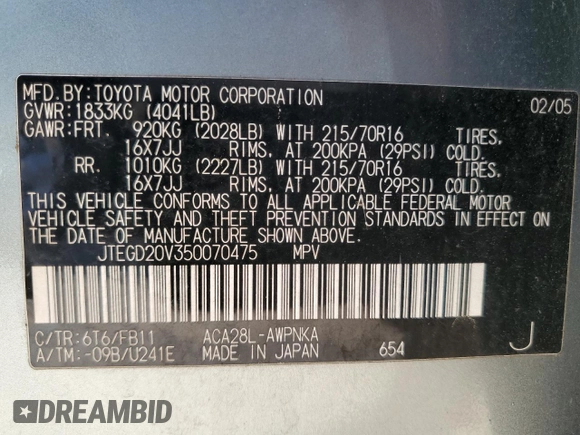 MFD.BY:TOYOTA MOTOR CORPORATION 02/05
GVWR:1833KG (4041LB)
GAWR:FRT. 920KG (2028LB) WITH 215/70R16 TIRES,
16X7JJ RIMS, AT 200KPA (29PSI) COLD.
RR. 1010KG (2227LB) WITH 215/70R16 TIRES,
16X7JJ RIMS, AT 200KPA (29PSI) COLD.
THIS VEHICLE CONFORMS TO ALL APPLICABLE FEDERAL MOTOR
VEHICLE SAFETY AND THEFT PREVENTION STANDARDS IN EFFECT ON
THE DATE OF MANUFACTURE SHOWN ABOVE.
JTEGD20V350070475 MPV
C/TR:6T6/FB11 ACA28L-AWPNKA
A/TM:-09B/U241E MADE IN JAPAN 654 J
DREAMBID